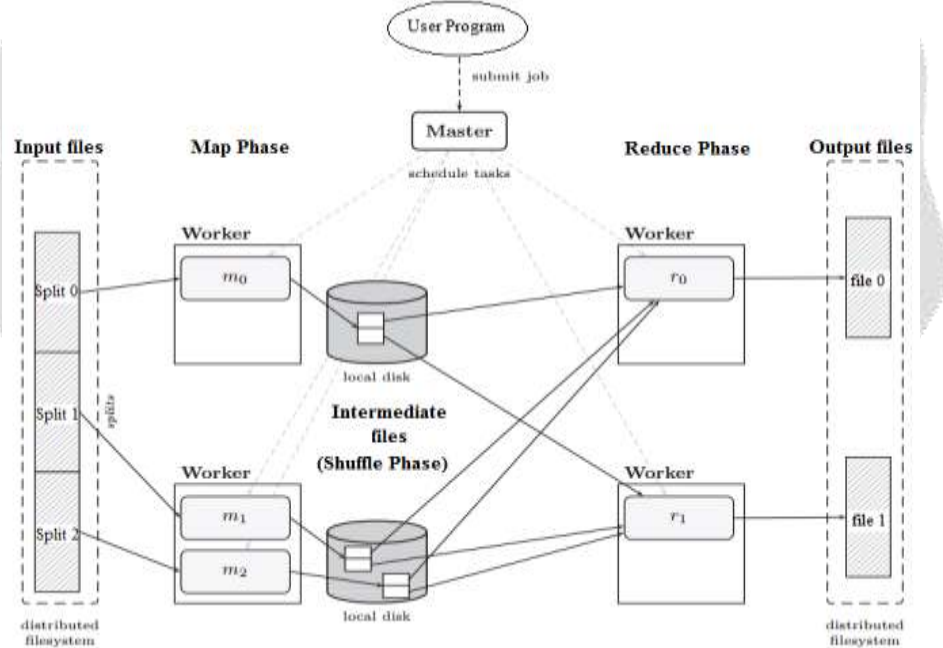 User Program
submit job
Master
schedule tasks
Input files
Map Phase
Reduce Phase
Output files
Worker
m0
Worker
r0
Split 0
file 0
local disk
Split 1
splits
Intermediate
files
(Shuffle Phase)
Worker
m1
m2
Worker
r1
Split 2
file 1
local disk
distributed
filesystem
distributed
filesystem